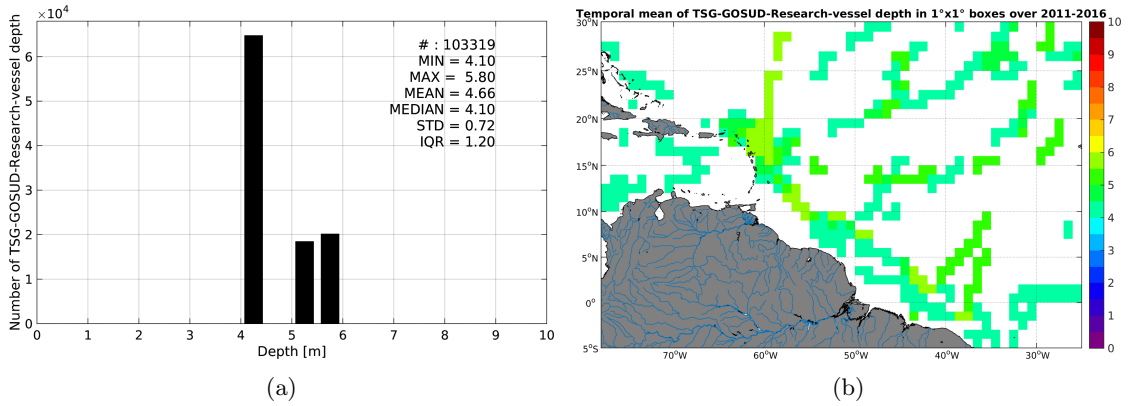 ×10⁴
Number of TSG-GOSUD-Research-vessel depth
6
5
4
3
2
1
0
0 1 2 3 4 5 6 7 8 9 10
Depth [m]
# : 103319
MIN = 4.10
MAX = 5.80
MEAN = 4.66
MEDIAN = 4.10
STD = 0.72
IQR = 1.20
(a)
Temporal mean of TSG-GOSUD-Research-vessel depth in 1°x1° boxes over 2011-2016
30°N
25°N
20°N
15°N
10°N
5°N
0°
5°S
70°W 60°W 50°W 40°W 30°W
10
9
8
7
6
5
4
3
2
1
0
(b)